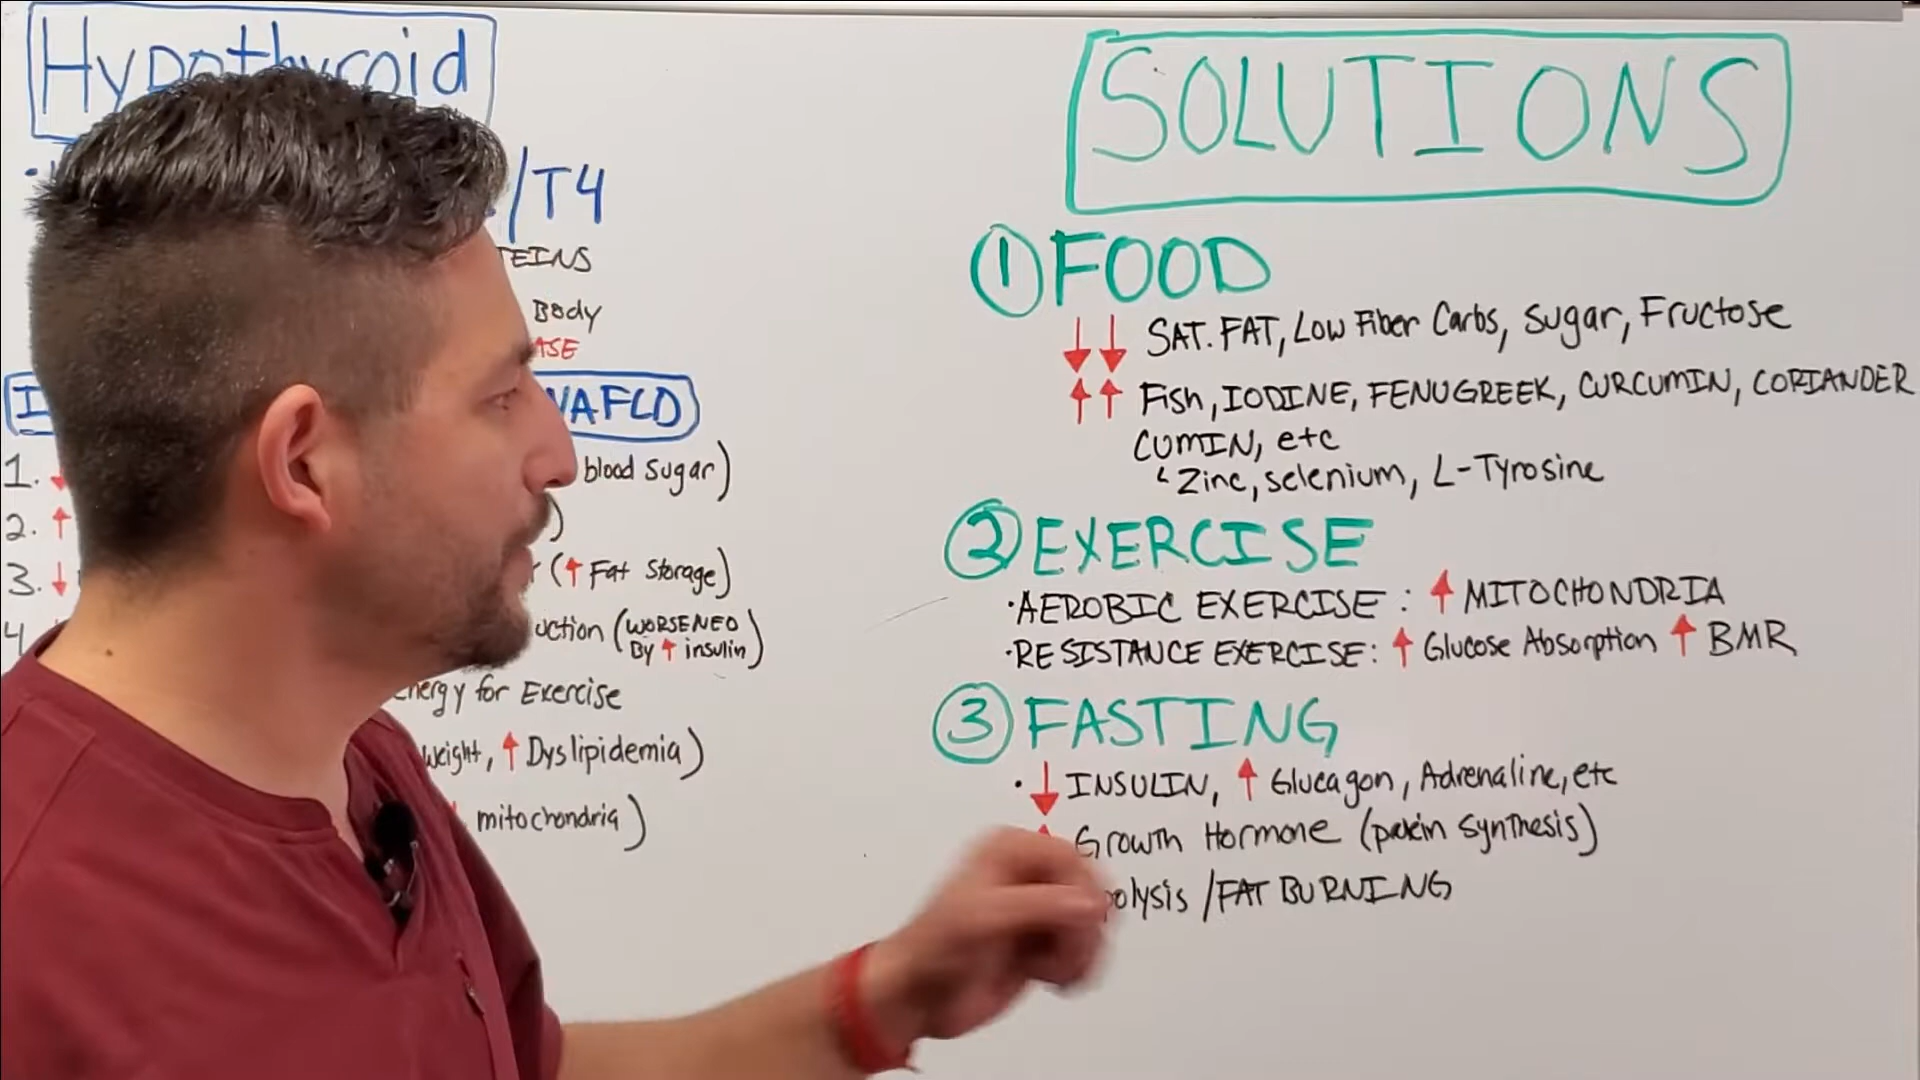 Hypothyroid
/T4
TEINS
Body
ASE
NAFLD
1. ↓ blood sugar)
2. ↑ )
3. ↓ (↑ Fat Storage)
4. uction (WORSENED
By ↑ insulin)
energy for Exercise
weight, ↑ Dyslipidemia)
mitochondria)
SOLUTIONS
① FOOD
↓↓ SAT. FAT, Low Fiber Carbs, Sugar, Fructose
↑↑ Fish, IODINE, FENUGREEK, CURCUMIN, CORIANDER
CUMIN, etc
Zinc, selenium, L-Tyrosine
② EXERCISE
·AEROBIC EXERCISE: ↑ MITOCHONDRIA
·RESISTANCE EXERCISE: ↑ Glucose Absorption ↑ BMR
③ FASTING
· ↓ INSULIN, ↑ Glucagon, Adrenaline, etc
↑ Growth Hormone (protein synthesis)
polysis / FAT BURNING